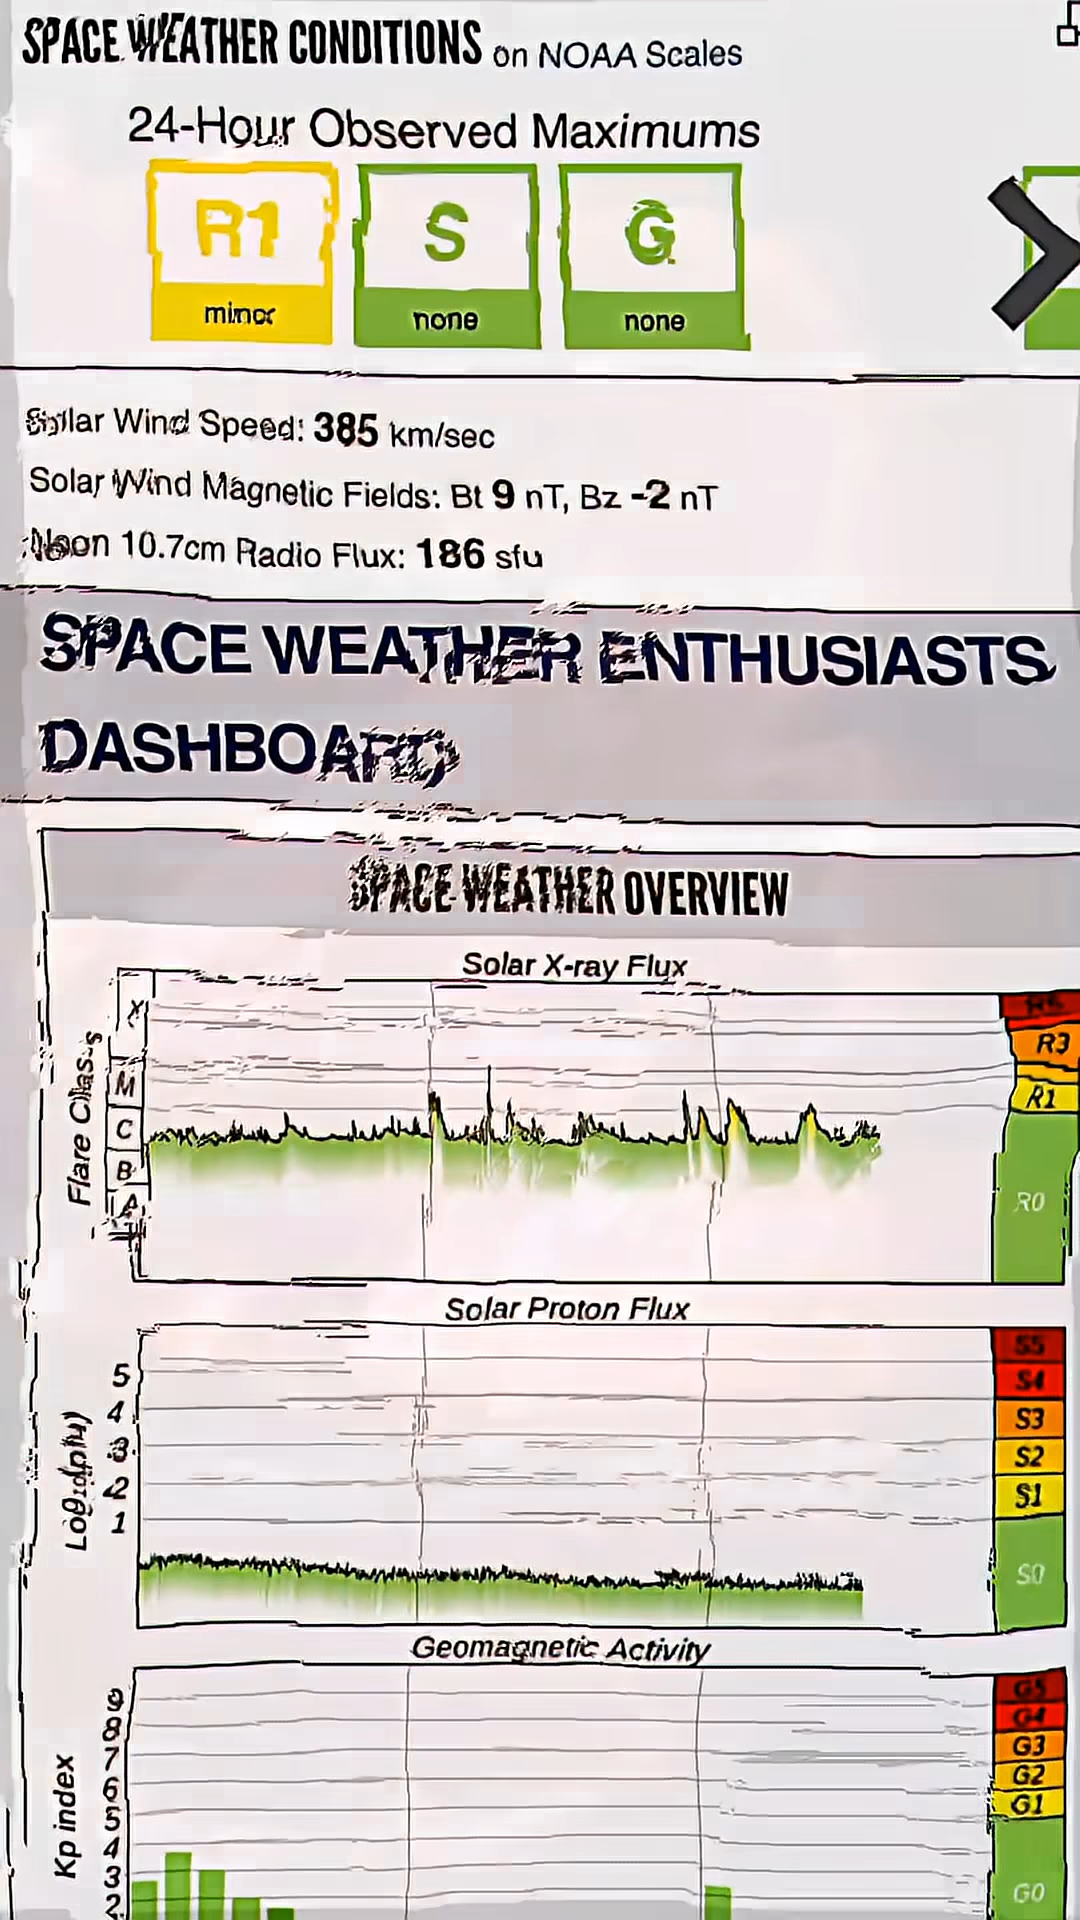 SPACE WEATHER CONDITIONS on NOAA Scales
24-Hour Observed Maximums
R1 S G
minor none none
Solar Wind Speed: 385 km/sec
Solar Wind Magnetic Fields: Bt 9 nT, Bz -2 nT
Noon 10.7cm Radio Flux: 186 sfu
SPACE WEATHER ENTHUSIASTS
DASHBOARD
SPACE WEATHER OVERVIEW
Solar X-ray Flux
Flare Class
X
M
C
B
A
R3
R1
R0
Solar Proton Flux
5
4
3
2
1
S5
S4
S3
S2
S1
S0
Geomagnetic Activity
Kp index
9
8
7
6
5
4
3
2
G5
G4
G3
G2
G1
G0